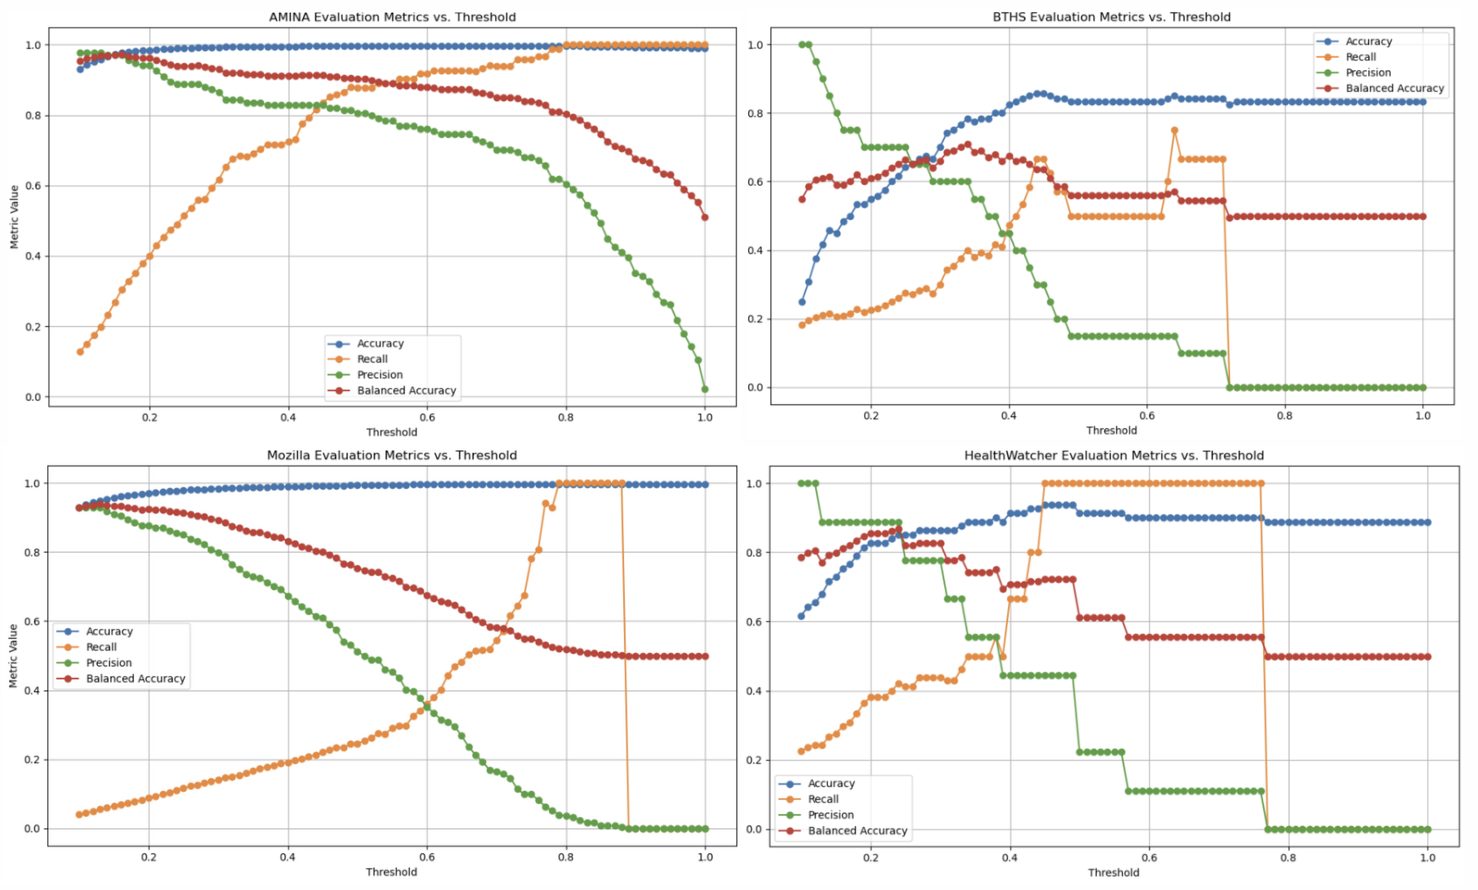 AMINA Evaluation Metrics vs. Threshold
1.0
0.8
0.6
0.4
0.2
0.0
Metric Value
Accuracy
Recall
Precision
Balanced Accuracy
0.2 0.4 0.6 0.8 1.0
Threshold
BTHS Evaluation Metrics vs. Threshold
1.0
0.8
0.6
0.4
0.2
0.0
Accuracy
Recall
Precision
Balanced Accuracy
0.2 0.4 0.6 0.8 1.0
Threshold
Mozilla Evaluation Metrics vs. Threshold
1.0
0.8
0.6
0.4
0.2
0.0
Metric Value
Accuracy
Recall
Precision
Balanced Accuracy
0.2 0.4 0.6 0.8 1.0
Threshold
HealthWatcher Evaluation Metrics vs. Threshold
1.0
0.8
0.6
0.4
0.2
0.0
Accuracy
Recall
Precision
Balanced Accuracy
0.2 0.4 0.6 0.8 1.0
Threshold